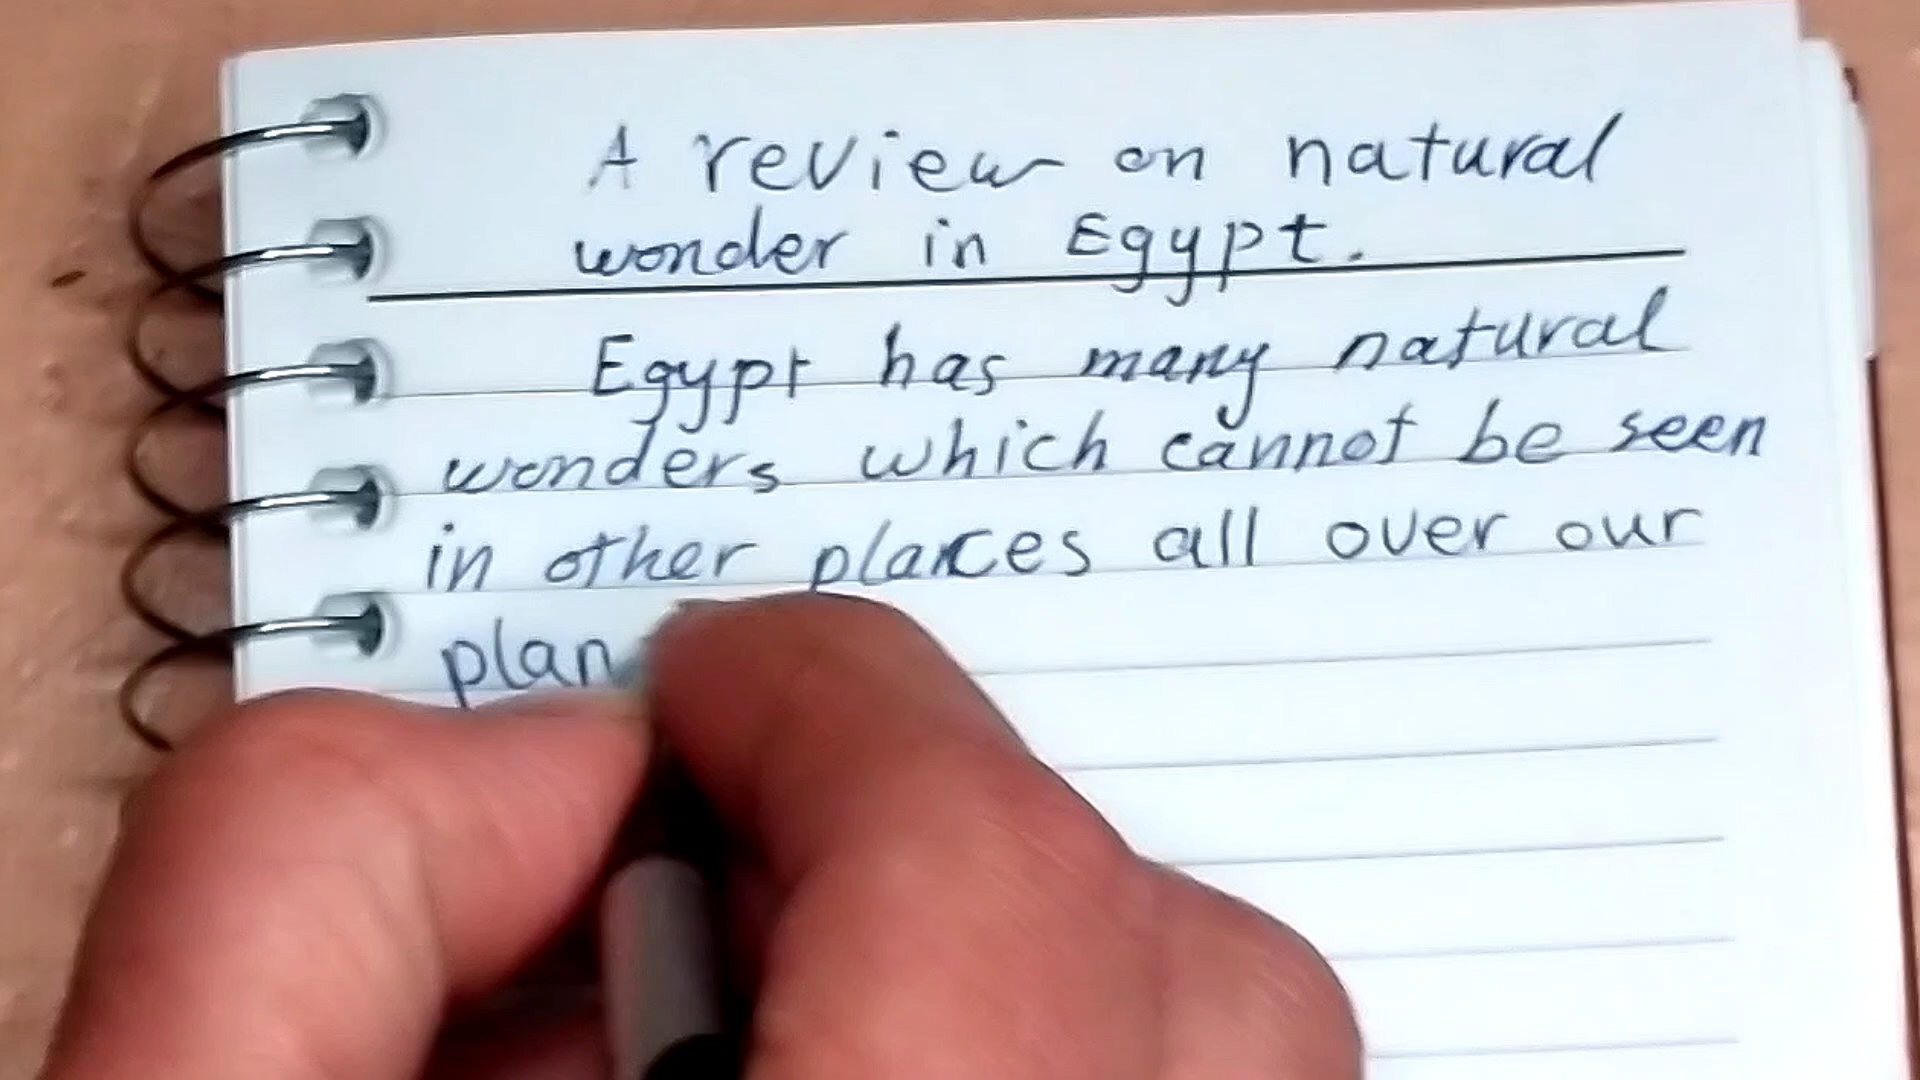 A review on natural
wonder in Egypt.
Egypt has many natural
wonders which cannot be seen
in other places all over our
plan